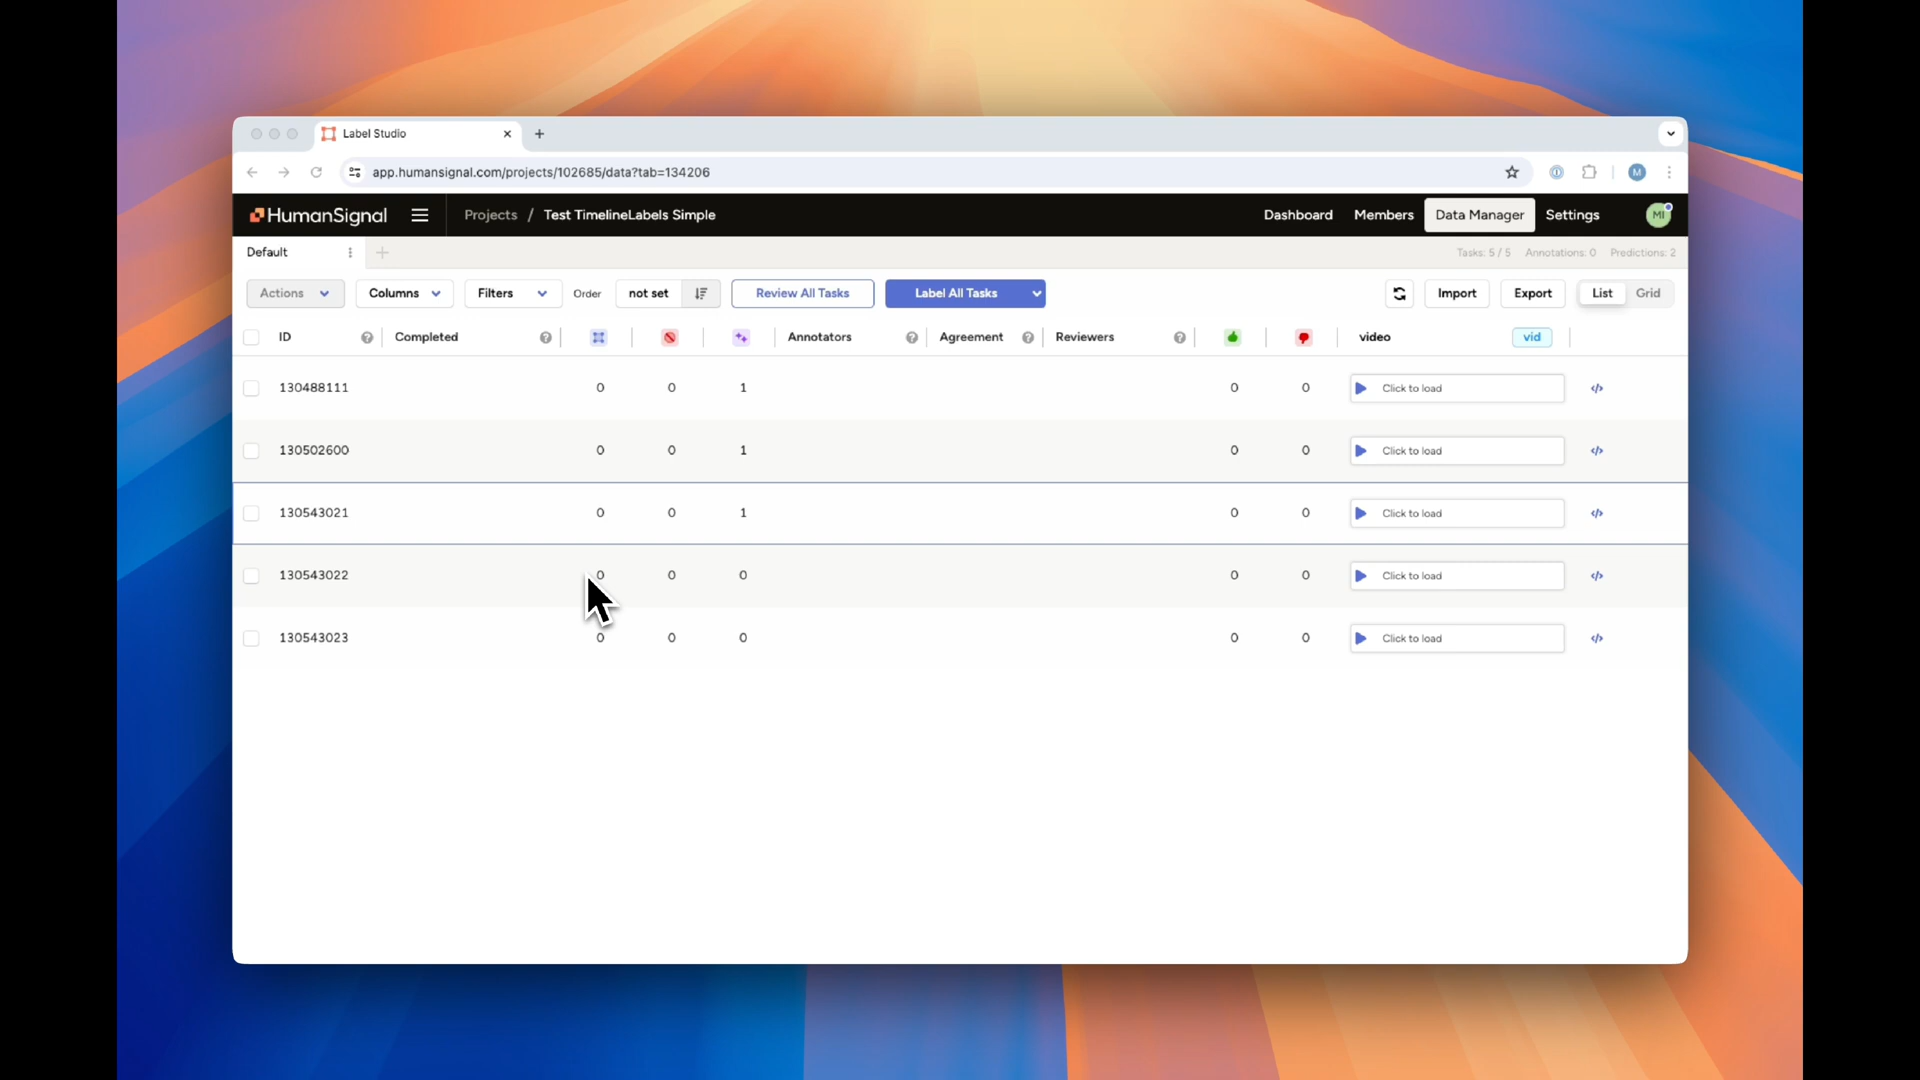 Label Studio
app.humansignal.com/projects/102685/data?tab=134206
M
HumanSignal
Projects / Test TimelineLabels Simple
Dashboard Members Data Manager Settings
MI
Default
Tasks: 5 / 5 Annotations: 0 Predictions: 2
Actions Columns Filters Order not set Review All Tasks Label All Tasks Import Export List Grid
ID Completed Annotators Agreement Reviewers video vid
130488111 0 0 1 0 0 Click to load </>
130502600 0 0 1 0 0 Click to load </>
130543021 0 0 1 0 0 Click to load </>
130543022 0 0 0 0 0 Click to load </>
130543023 0 0 0 0 0 Click to load </>